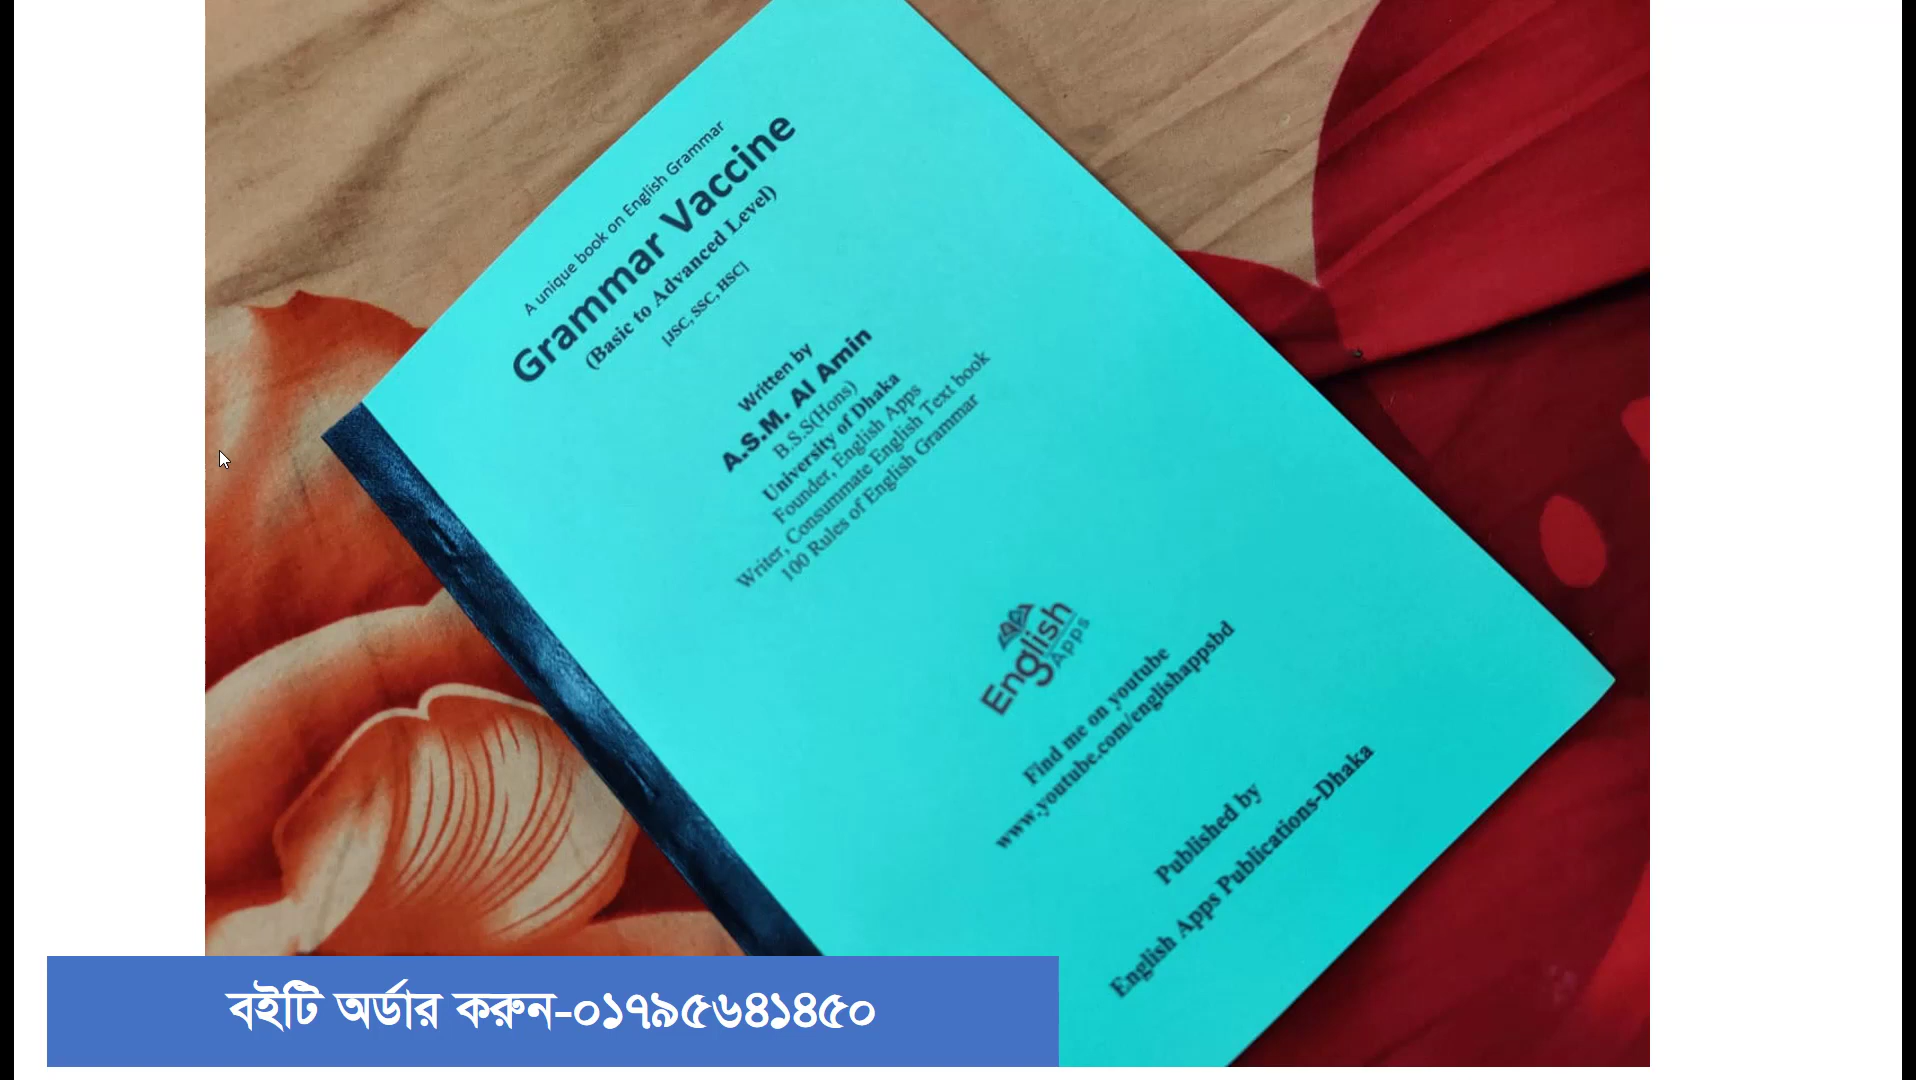 A unique book on English Grammar
Grammar Vaccine
(Basic to Advanced Level)
[JSC, SSC, HSC]
Written by
A.S.M. Al Amin
B.S.S(Hons)
University of Dhaka
Founder, English Apps
Writer, Consummate English Text book
100 Rules of English Grammar
English
Apps
Find me on youtube
www.youtube.com/englishappsbd
Published by
English Apps Publications-Dhaka
বইটি অর্ডার করুন-০১৭৯৫৬৪১৪৫০